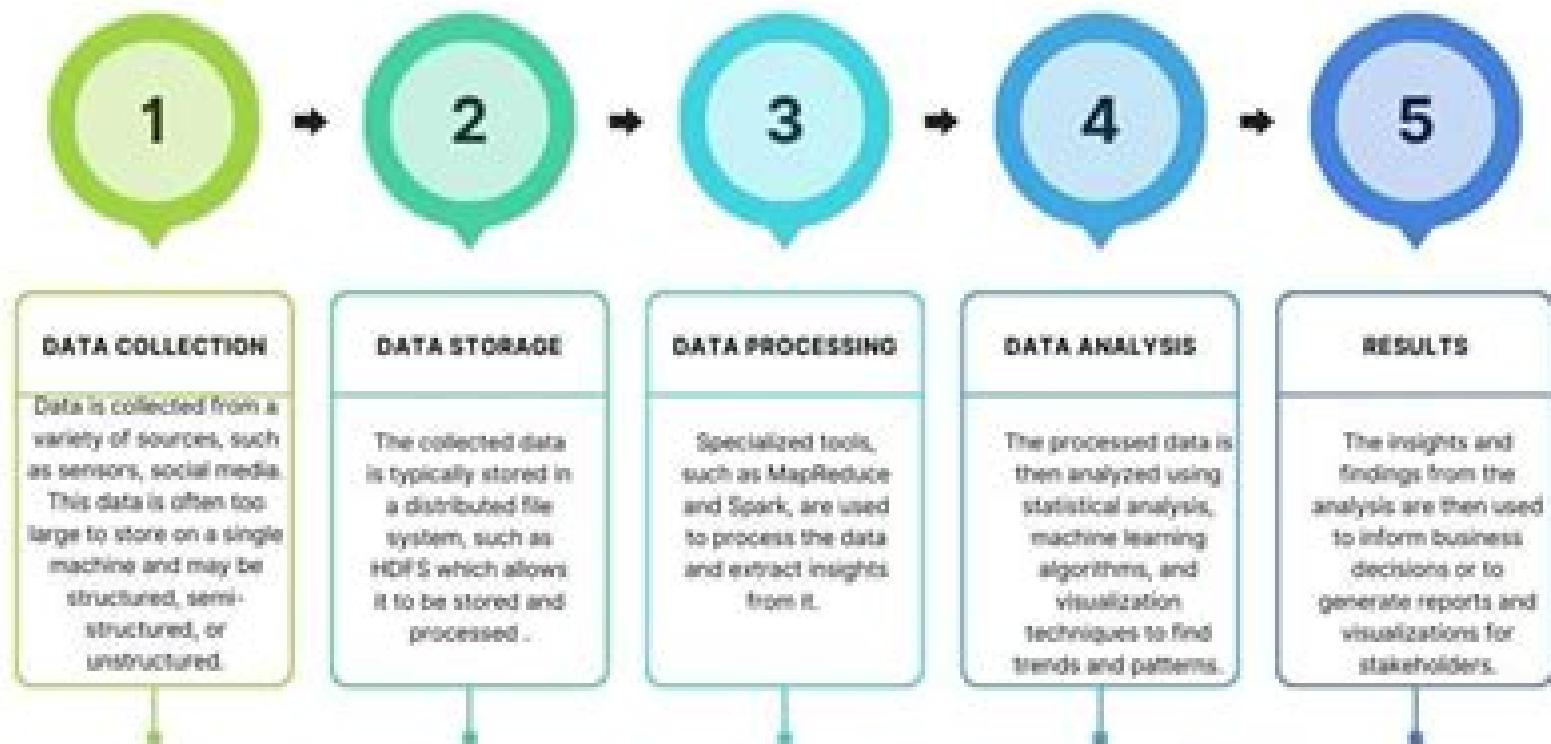 1
2
3
4
5
DATA COLLECTION
Data is collected from a
variety of sources, such
as sensors, social media.
This data is often too
large to store on a single
machine and may be
structured, semi-
structured, or
unstructured.
DATA STORAGE
The collected data
is typically stored in
a distributed file
system, such as
HDFS which allows
it to be stored and
processed .
DATA PROCESSING
Specialized tools,
such as MapReduce
and Spark, are used
to process the data
and extract insights
from it.
DATA ANALYSIS
The processed data is
then analyzed using
statistical analysis,
machine learning
algorithms, and
visualization
techniques to find
trends and patterns.
RESULTS
The insights and
findings from the
analysis are then used
to inform business
decisions or to
generate reports and
visualizations for
stakeholders.